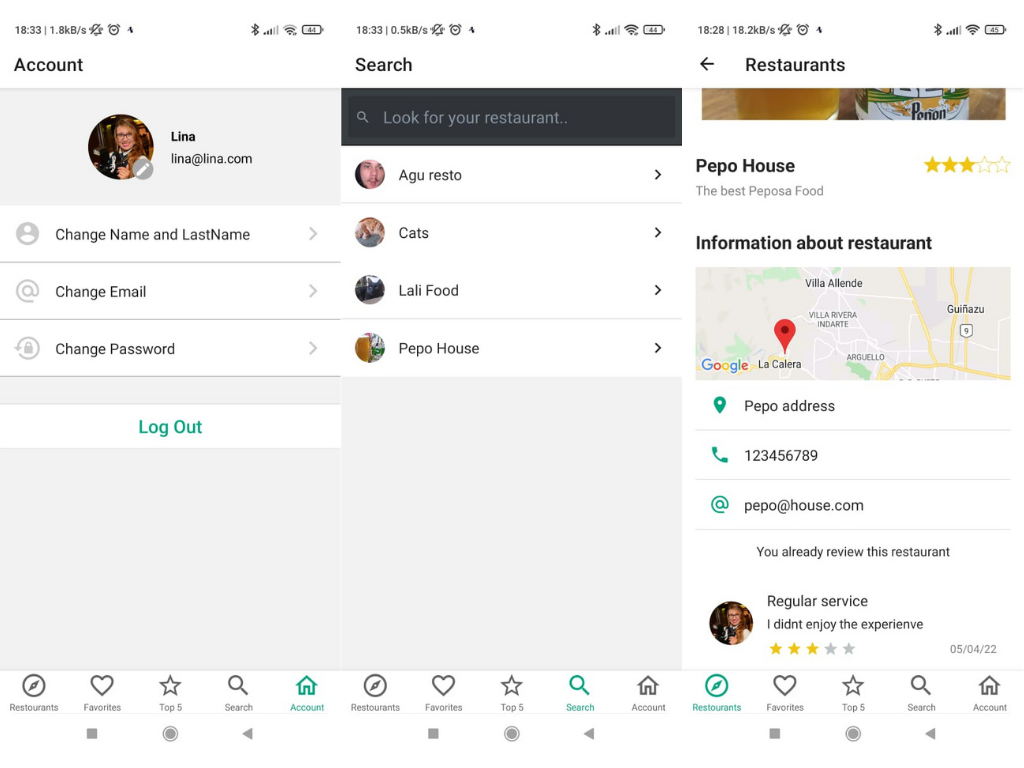 18:33 | 1.8kB/s
44
Account
Lina
lina@lina.com
Change Name and LastName
Change Email
Change Password
Log Out
Restourants
Favorites
Top 5
Search
Account
18:33 | 0.5kB/s
44
Search
Look for your restaurant..
Agu resto
Cats
Lali Food
Pepo House
Restourants
Favorites
Top 5
Search
Account
18:28 | 18.2kB/s
45
Restaurants
Peñon
Pepo House
The best Peposa Food
Information about restaurant
Villa Allende
VILLA RIVERA
INDARTE
Guiñazu
9
ARGUELLO
La Calera
Google
Pepo address
123456789
pepo@house.com
You already review this restaurant
Regular service
I didnt enjoy the experienve
05/04/22
Restourants
Favorites
Top 5
Search
Account